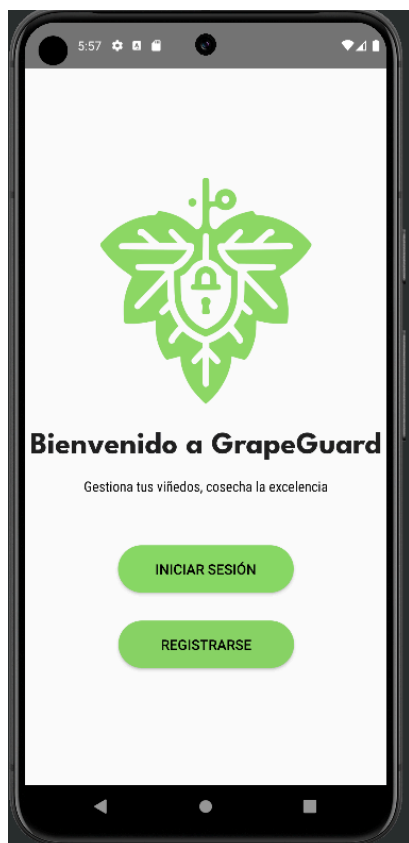 5:57
Bienvenido a GrapeGuard
Gestiona tus viñedos, cosecha la excelencia
INICIAR SESIÓN
REGISTRARSE